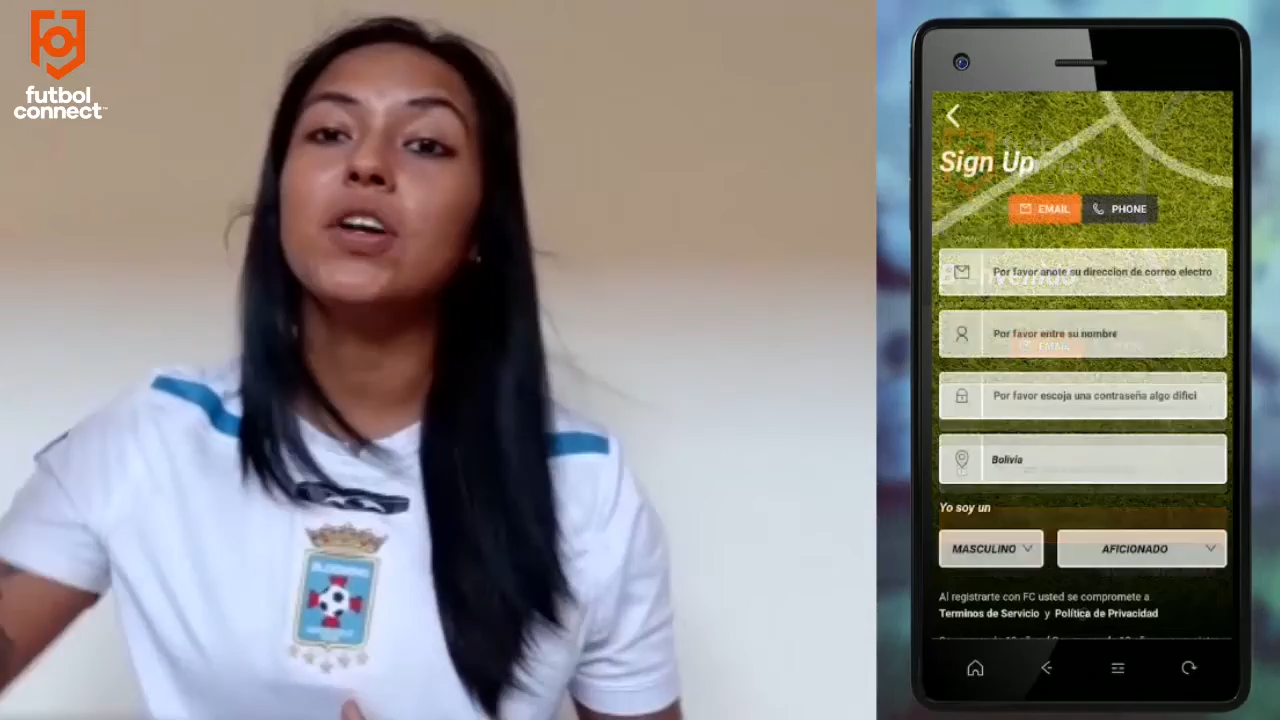 futbol
connect
Sign Up
EMAIL
PHONE
Por favor anote su direccion de correo electro
Por favor entre su nombre
EMAIL
Por favor escoja una contraseña algo difici
Bolivia
Yo soy un
MASCULINO
AFICIONADO
Al registrarte con FC usted se compromete a
Terminos de Servicio y Política de Privacidad